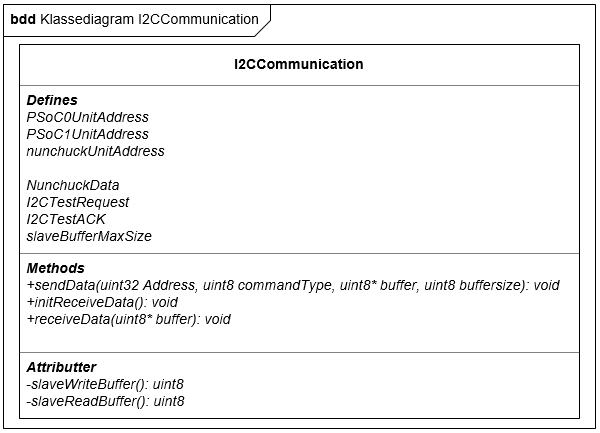 bdd Klassediagram I2CCommunication
I2CCommunication
Defines
PSoC0UnitAddress
PSoC1UnitAddress
nunchuckUnitAddress
NunchuckData
I2CTestRequest
I2CTestACK
slaveBufferMaxSize
Methods
+sendData(uint32 Address, uint8 commandType, uint8* buffer, uint8 buffersize): void
+initReceiveData(): void
+receiveData(uint8* buffer): void
Attributter
-slaveWriteBuffer(): uint8
-slaveReadBuffer(): uint8